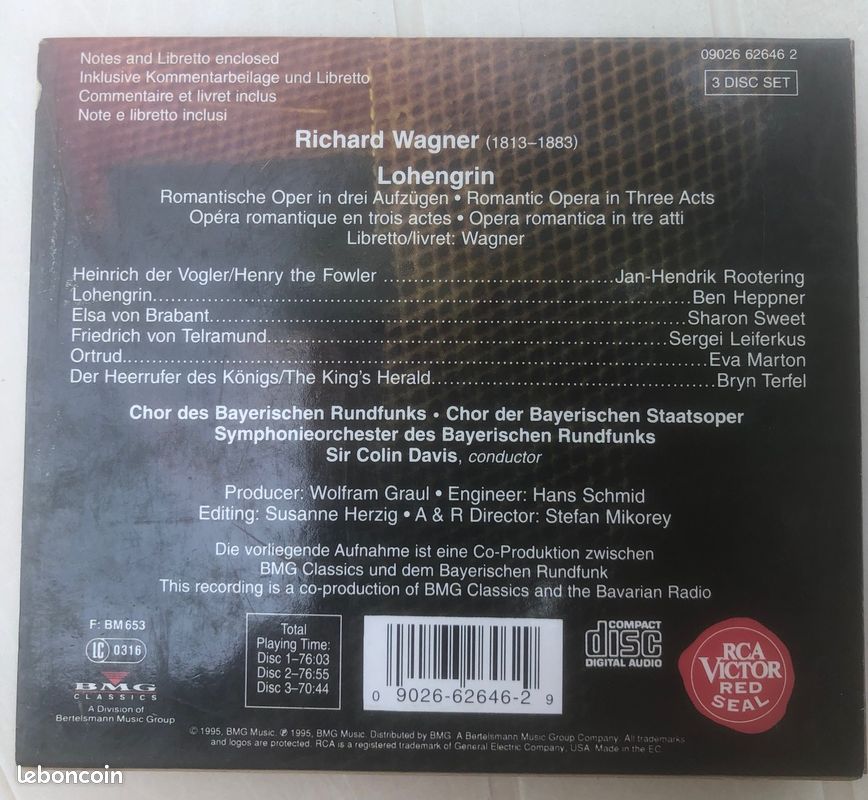 Notes and Libretto enclosed
Inklusive Kommentarbeilage und Libretto
Commentaire et livret inclus
Note e libretto inclusi
09026 62646 2
3 DISC SET
Richard Wagner (1813–1883)
Lohengrin
Romantische Oper in drei Aufzügen • Romantic Opera in Three Acts
Opéra romantique en trois actes • Opera romantica in tre atti
Libretto/livret: Wagner
Heinrich der Vogler/Henry the Fowler ........ Jan-Hendrik Rootering
Lohengrin........ Ben Heppner
Elsa von Brabant........ Sharon Sweet
Friedrich von Telramund........ Sergei Leiferkus
Ortrud........ Eva Marton
Der Heerrufer des Königs/The King's Herald........ Bryn Terfel
Chor des Bayerischen Rundfunks • Chor der Bayerischen Staatsoper
Symphonieorchester des Bayerischen Rundfunks
Sir Colin Davis, conductor
Producer: Wolfram Graul • Engineer: Hans Schmid
Editing: Susanne Herzig • A & R Director: Stefan Mikorey
Die vorliegende Aufnahme ist eine Co-Produktion zwischen
BMG Classics und dem Bayerischen Rundfunk
This recording is a co-production of BMG Classics and the Bavarian Radio
F: BM 653
LC 0316
BMG
CLASSICS
A Division of
Bertelsmann Music Group
Total
Playing Time:
Disc 1–76:03
Disc 2–76:55
Disc 3–70:44
0 9026-62646-2 9
COMPACT
disc
DIGITAL AUDIO
RCA
VICTOR
RED
SEAL
© 1995, BMG Music. ℗ 1995, BMG Music. Distributed by BMG. A Bertelsmann Music Group Company. All trademarks
and logos are protected. RCA is a registered trademark of General Electric Company, USA. Made in the EC.
leboncoin